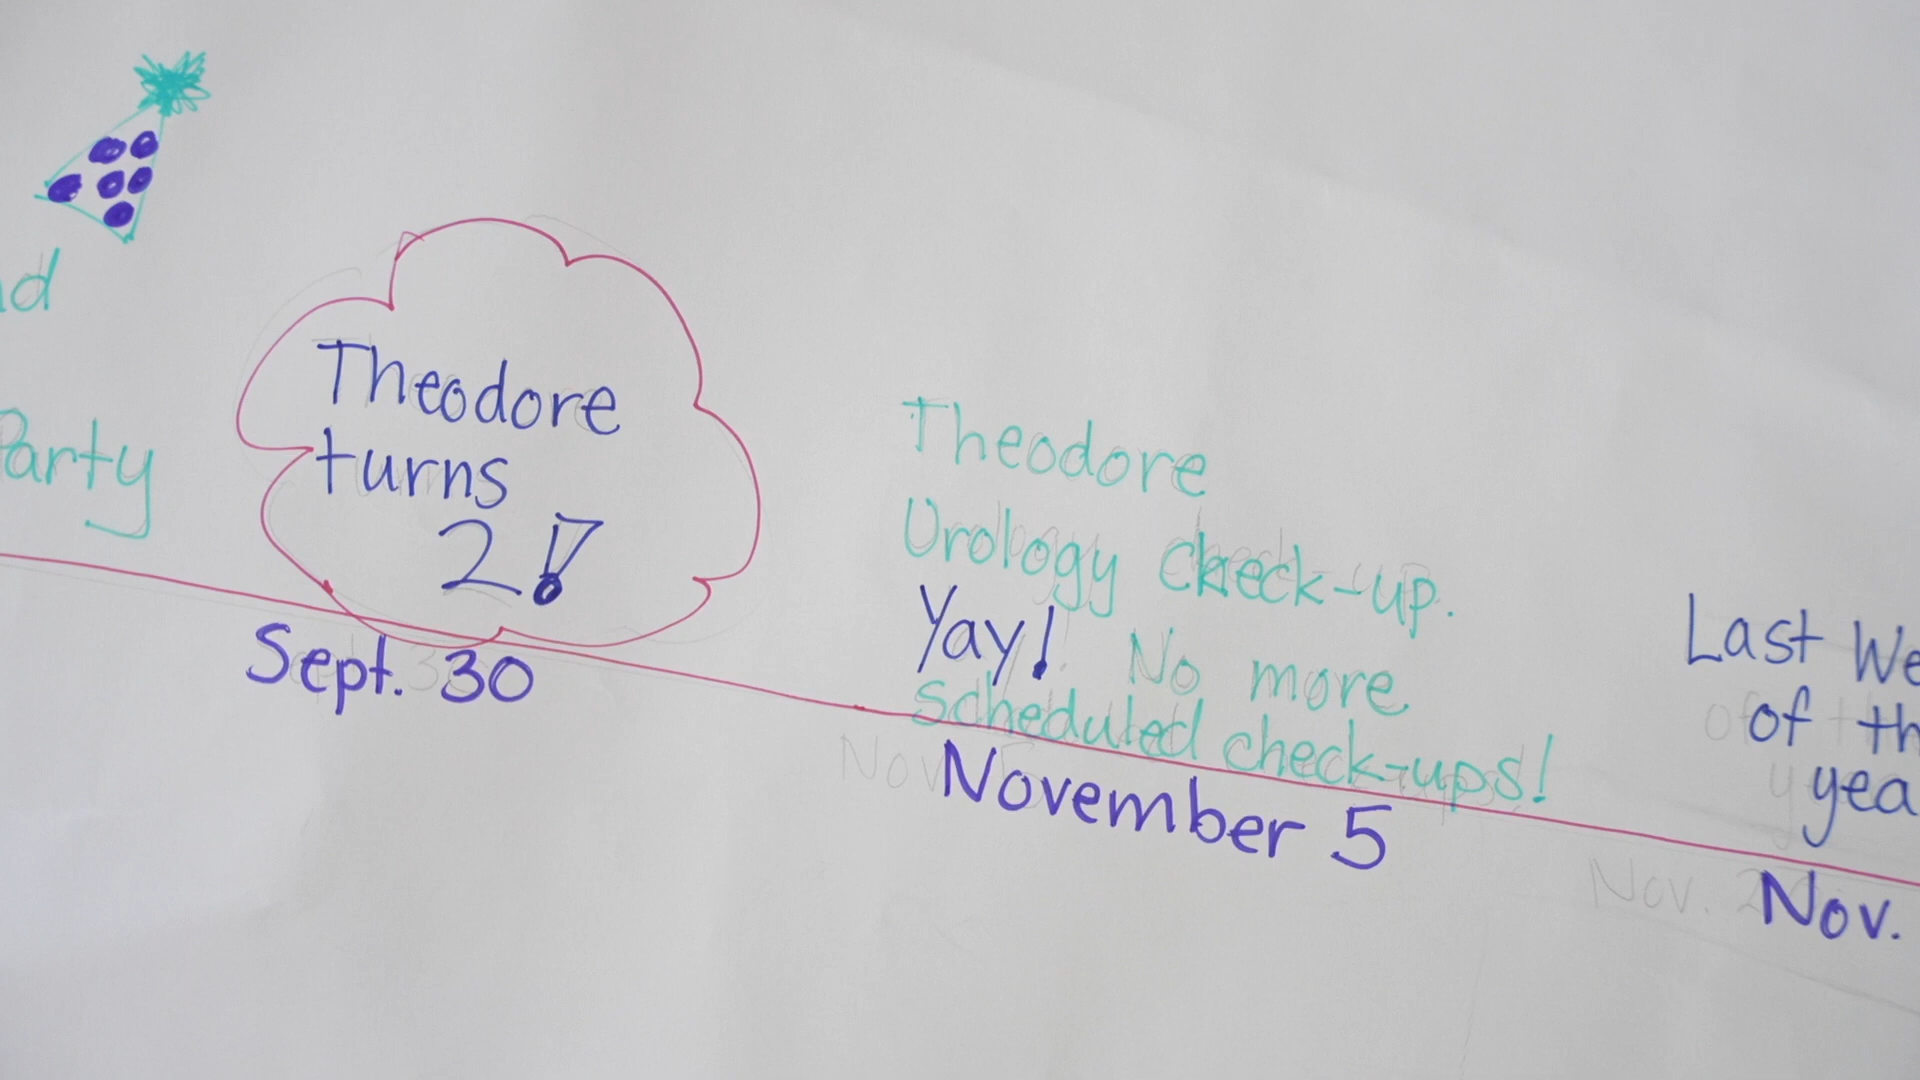 Party
Theodore
turns
2!
Sept. 30
Theodore
Urology check-up.
Yay! No more
scheduled check-ups!
November 5
Last We
of th
yea
Nov.